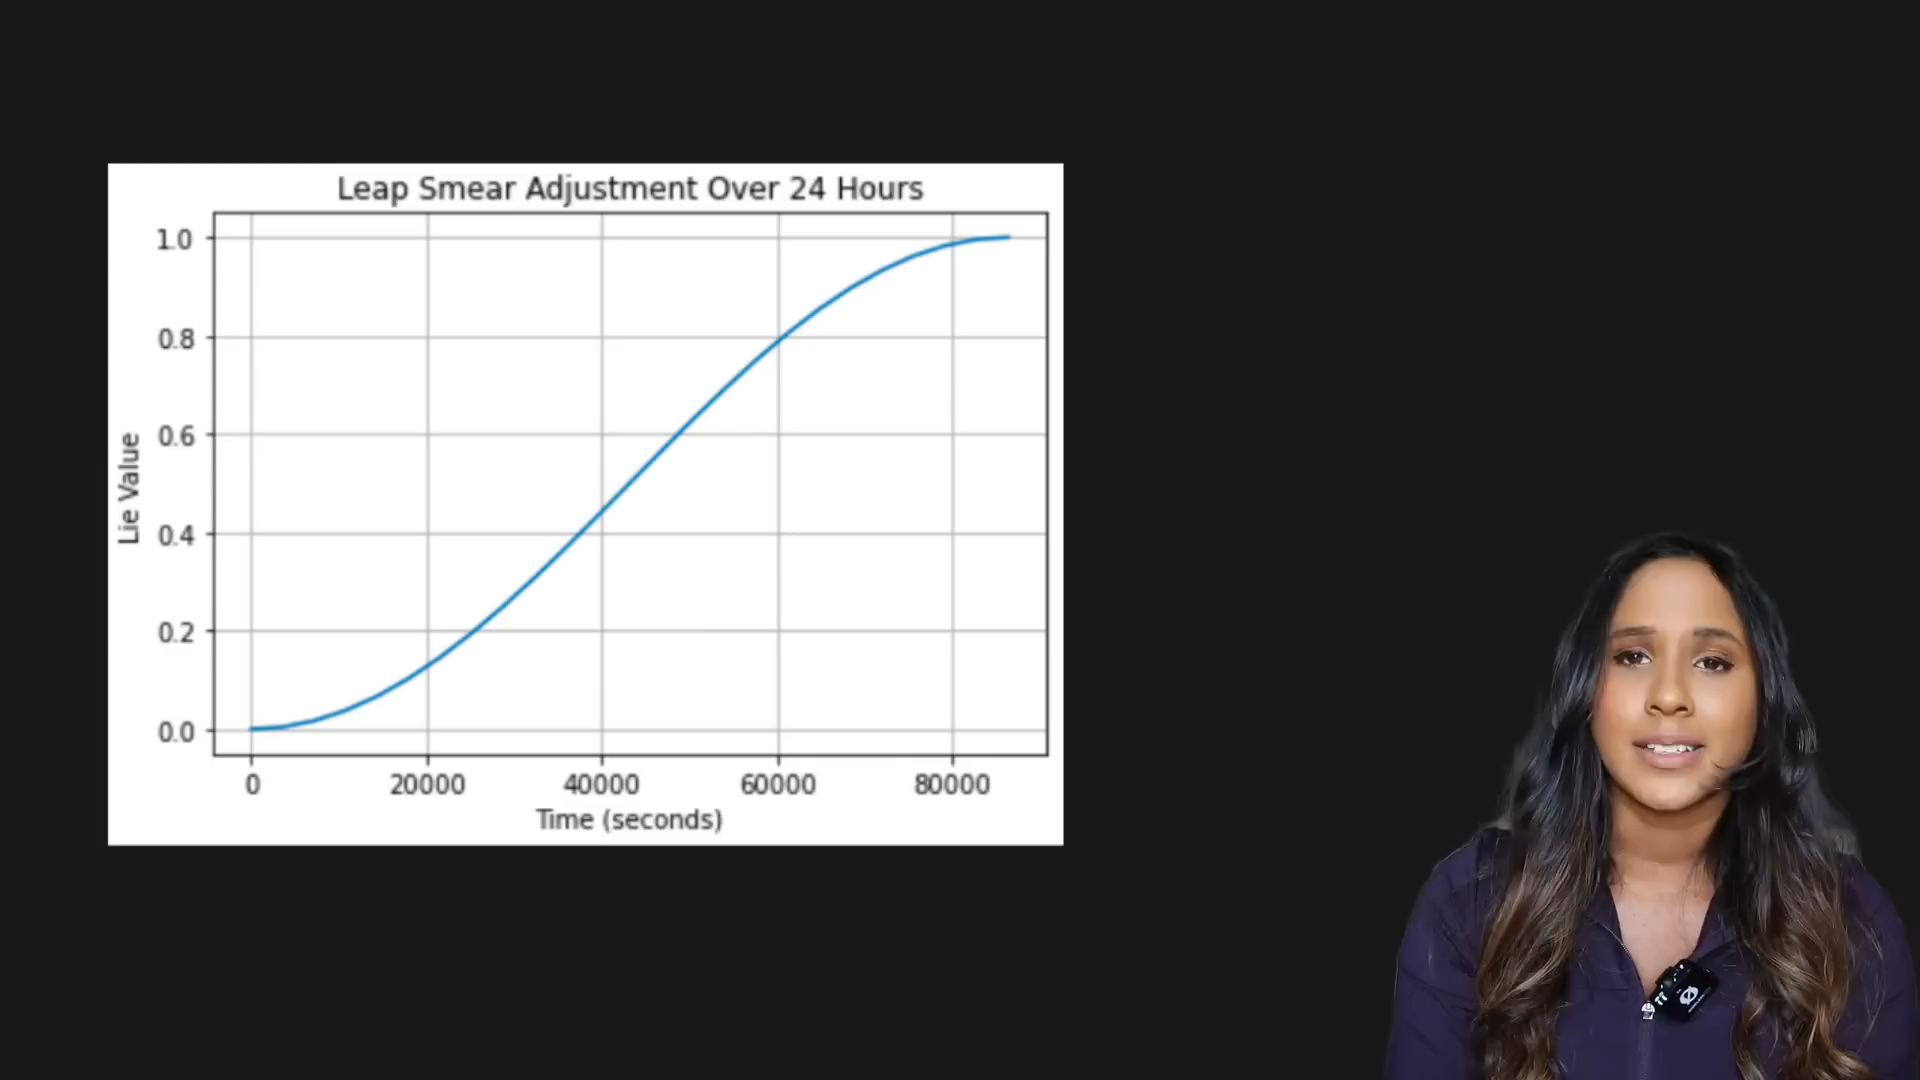 Leap Smear Adjustment Over 24 Hours
1.0
0.8
0.6
0.4
0.2
0.0
Lie Value
0 20000 40000 60000 80000
Time (seconds)